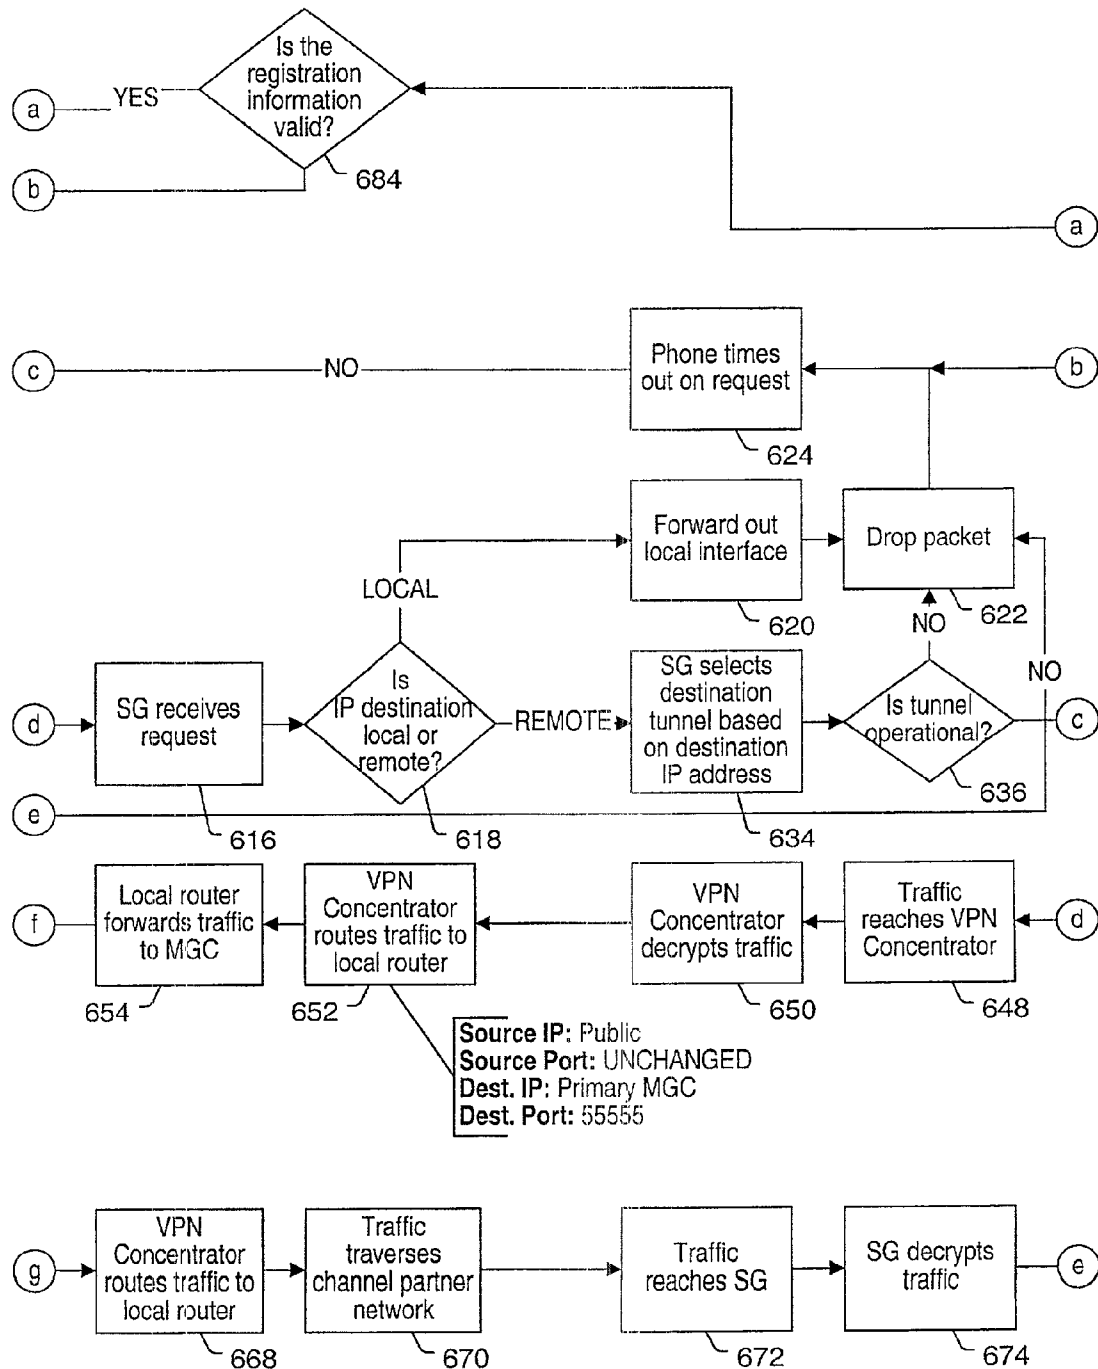 Is the
registration
information
valid?
YES
a
b
684
a
c
NO
Phone times
out on request
b
624
Forward out
local interface
Drop packet
LOCAL
620
622
NO
NO
d
SG receives
request
Is
IP destination
local or
remote?
REMOTE
SG selects
destination
tunnel based
on destination
IP address
Is tunnel
operational?
c
e
616
618
634
636
f
Local router
forwards traffic
to MGC
VPN
Concentrator
routes traffic to
local router
VPN
Concentrator
decrypts traffic
Traffic
reaches VPN
Concentrator
d
654
652
650
648
Source IP: Public
Source Port: UNCHANGED
Dest. IP: Primary MGC
Dest. Port: 55555
g
VPN
Concentrator
routes traffic to
local router
Traffic
traverses
channel partner
network
Traffic
reaches SG
SG decrypts
traffic
e
668
670
672
674